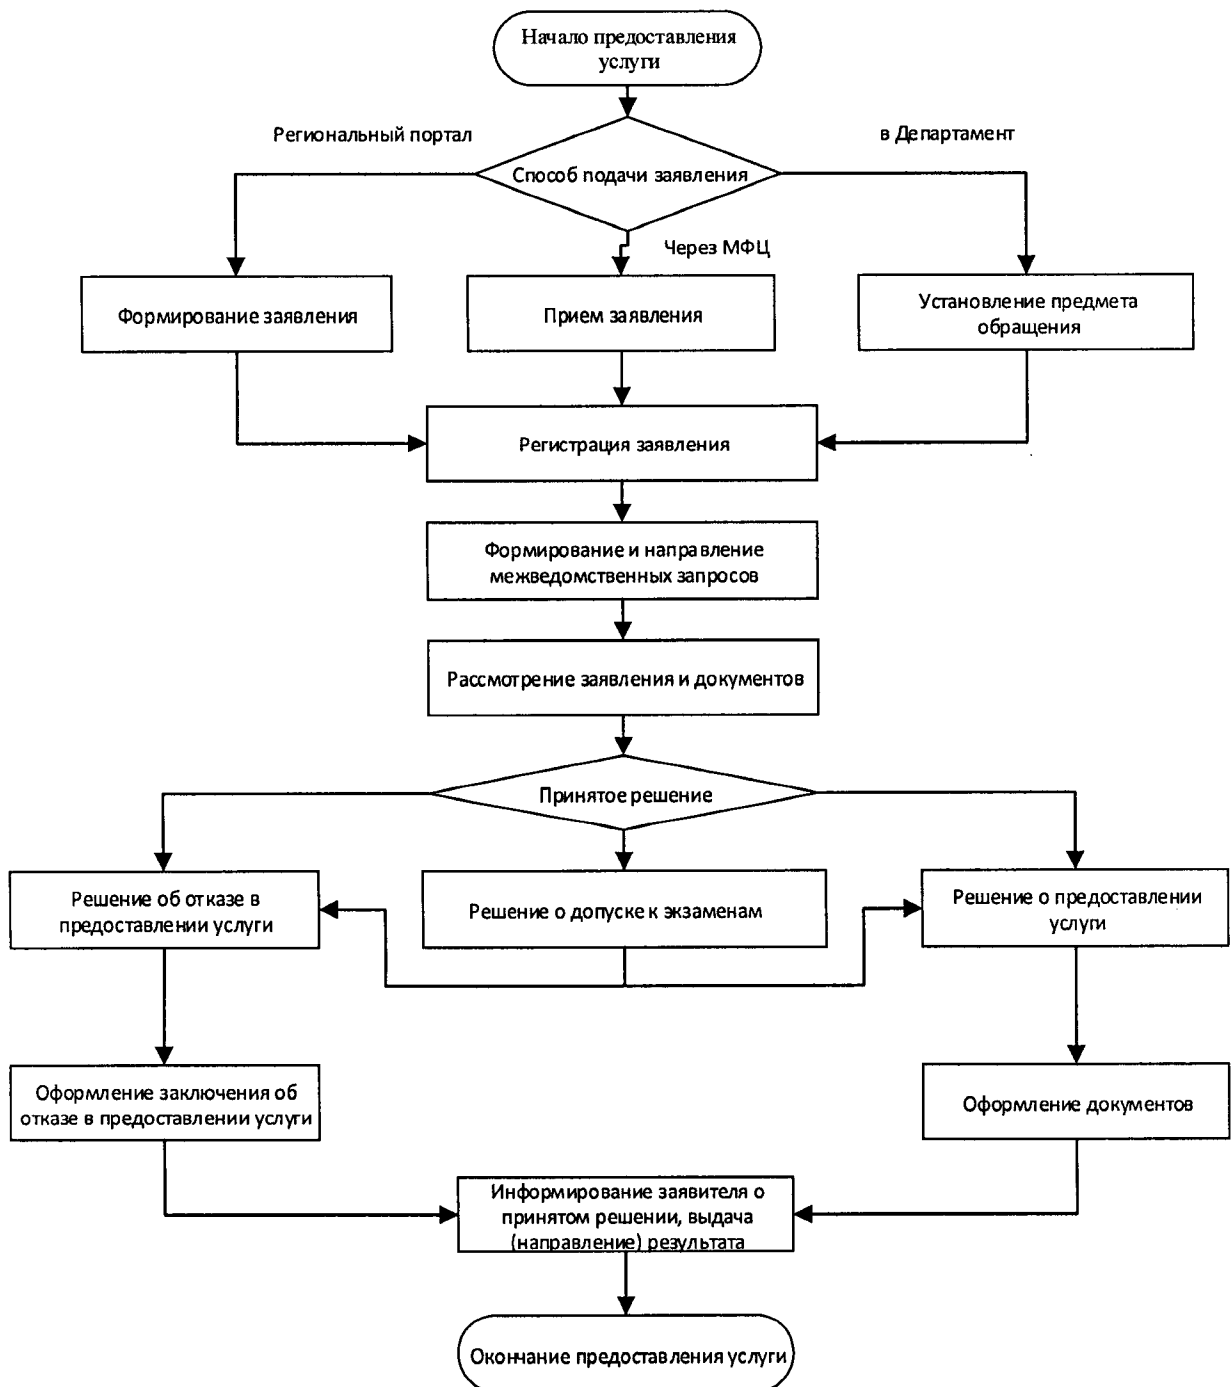 Начало предоставления
услуги
Региональный портал
в Департамент
Способ подачи заявления
Через МФЦ
Формирование заявления
Прием заявления
Установление предмета
обращения
Регистрация заявления
Формирование и направление
межведомственных запросов
Рассмотрение заявления и документов
Принятое решение
Решение об отказе в
предоставлении услуги
Решение о допуске к экзаменам
Решение о предоставлении
услуги
Оформление заключения об
отказе в предоставлении услуги
Оформление документов
Информирование заявителя о
принятом решении, выдача
(направление) результата
Окончание предоставления услуги